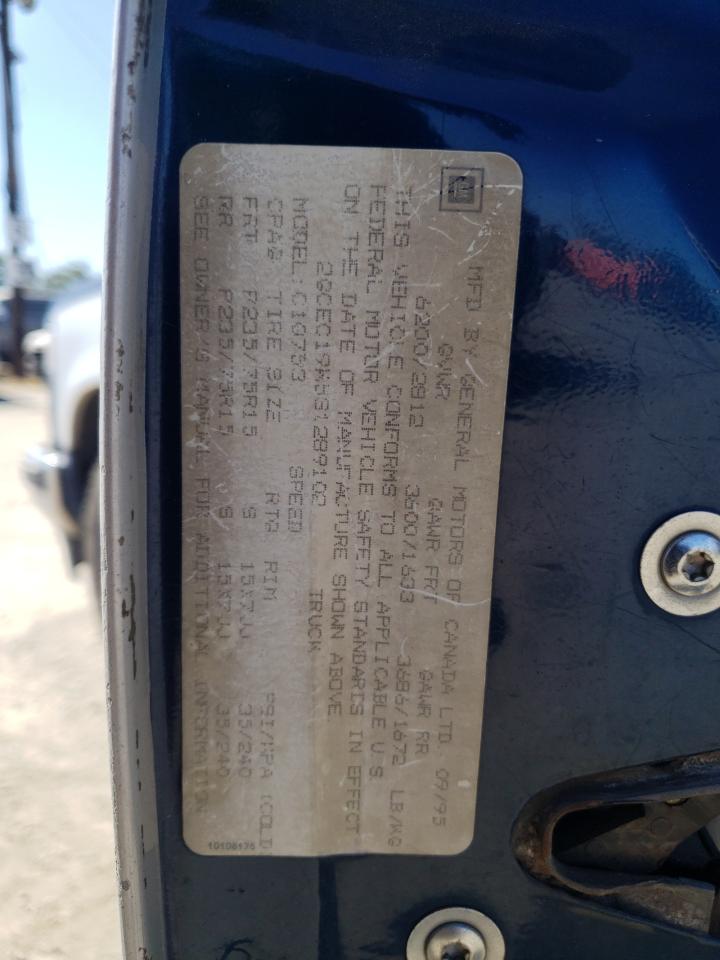 GM
MFD BY GENERAL MOTORS OF CANADA LTD 09/95
GVWR GAWR FRT GAWR RR
6200/2812 3600/1633 3686/1672 LB/KG
THIS VEHICLE CONFORMS TO ALL APPLICABLE U.S.
FEDERAL MOTOR VEHICLE SAFETY STANDARDS IN EFFECT
ON THE DATE OF MANUFACTURE SHOWN ABOVE.
TRUCK
MODEL: SPEED
TIRE SIZE RTG RIM PSI/KPA (COLD)
FRT P235/75R15 S 15X7JJ 35/240
RR P235/75R15 S 15X7JJ 35/240
SEE OWNER'S MANUAL FOR ADDITIONAL INFORMATION
10108175